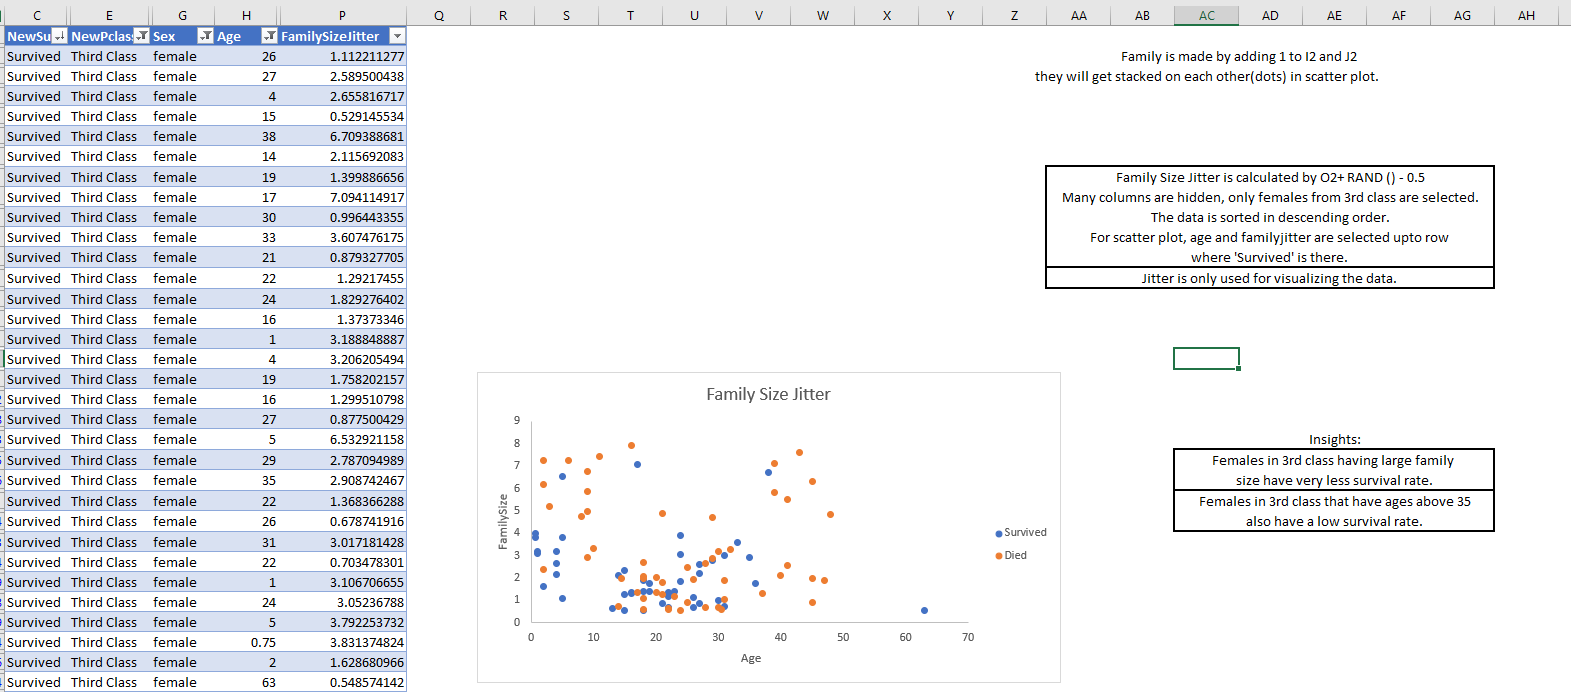 C E G H P Q R S T U V W X Y Z AA AB AC AD AE AF AG AH
NewSu NewPclas Sex Age FamilySizeJitter
Survived Third Class female 26 1.112211277
Survived Third Class female 27 2.589500438
Survived Third Class female 4 2.655816717
Survived Third Class female 15 0.529145534
Survived Third Class female 38 6.709388681
Survived Third Class female 14 2.115692083
Survived Third Class female 19 1.399886656
Survived Third Class female 17 7.094114917
Survived Third Class female 30 0.996443355
Survived Third Class female 33 3.607476175
Survived Third Class female 21 0.879327705
Survived Third Class female 22 1.29217455
Survived Third Class female 24 1.829276402
Survived Third Class female 16 1.37373346
Survived Third Class female 1 3.188848887
Survived Third Class female 4 3.206205494
Survived Third Class female 19 1.758202157
Survived Third Class female 16 1.299510798
Survived Third Class female 27 0.877500429
Survived Third Class female 5 6.532921158
Survived Third Class female 29 2.787094989
Survived Third Class female 35 2.908742467
Survived Third Class female 22 1.368366288
Survived Third Class female 26 0.678741916
Survived Third Class female 31 3.017181428
Survived Third Class female 22 0.703478301
Survived Third Class female 1 3.106706655
Survived Third Class female 24 3.05236788
Survived Third Class female 5 3.792253732
Survived Third Class female 0.75 3.831374824
Survived Third Class female 2 1.628680966
Survived Third Class female 63 0.548574142
Family is made by adding 1 to I2 and J2
they will get stacked on each other(dots) in scatter plot.
Family Size Jitter is calculated by O2+ RAND () - 0.5
Many columns are hidden, only females from 3rd class are selected.
The data is sorted in descending order.
For scatter plot, age and familyjitter are selected upto row
where 'Survived' is there.
Jitter is only used for visualizing the data.
Family Size Jitter
9
8
7
6
5
4
3
2
1
0
FamilySize
0 10 20 30 40 50 60 70
Age
Survived
Died
Insights:
Females in 3rd class having large family
size have very less survival rate.
Females in 3rd class that have ages above 35
also have a low survival rate.